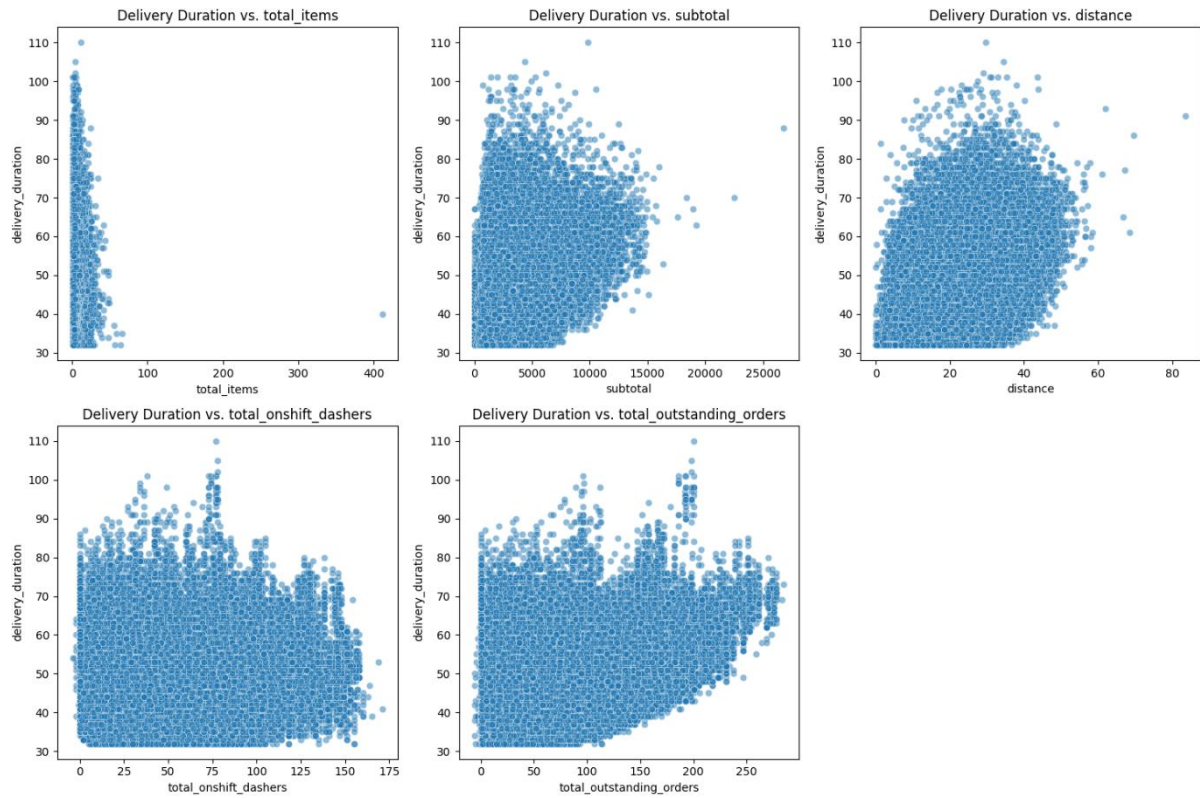 Delivery Duration vs. total_items
110
100
90
80
70
60
50
40
30
delivery_duration
0 100 200 300 400
total_items
Delivery Duration vs. subtotal
110
100
90
80
70
60
50
40
30
delivery_duration
0 5000 10000 15000 20000 25000
subtotal
Delivery Duration vs. distance
110
100
90
80
70
60
50
40
30
delivery_duration
0 20 40 60 80
distance
Delivery Duration vs. total_onshift_dashers
110
100
90
80
70
60
50
40
30
delivery_duration
0 25 50 75 100 125 150 175
total_onshift_dashers
Delivery Duration vs. total_outstanding_orders
110
100
90
80
70
60
50
40
30
delivery_duration
0 50 100 150 200 250
total_outstanding_orders